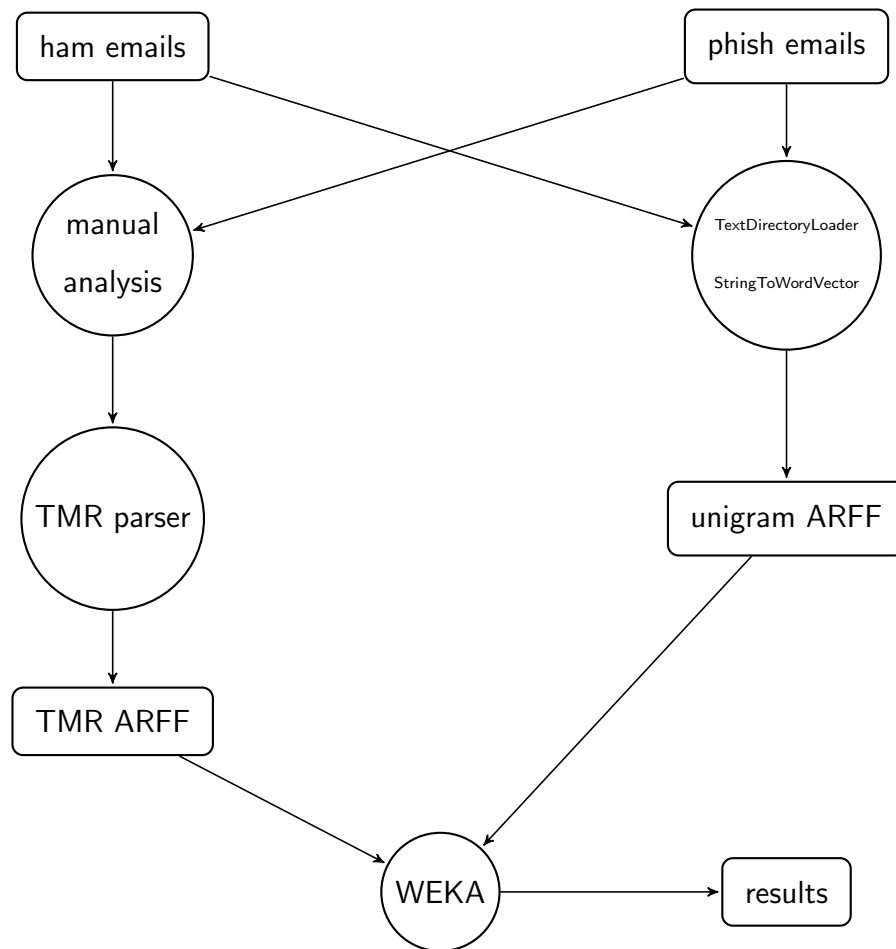 ham emails
phish emails
manual
analysis
TextDirectoryLoader
StringToWordVector
TMR parser
unigram ARFF
TMR ARFF
WEKA
results